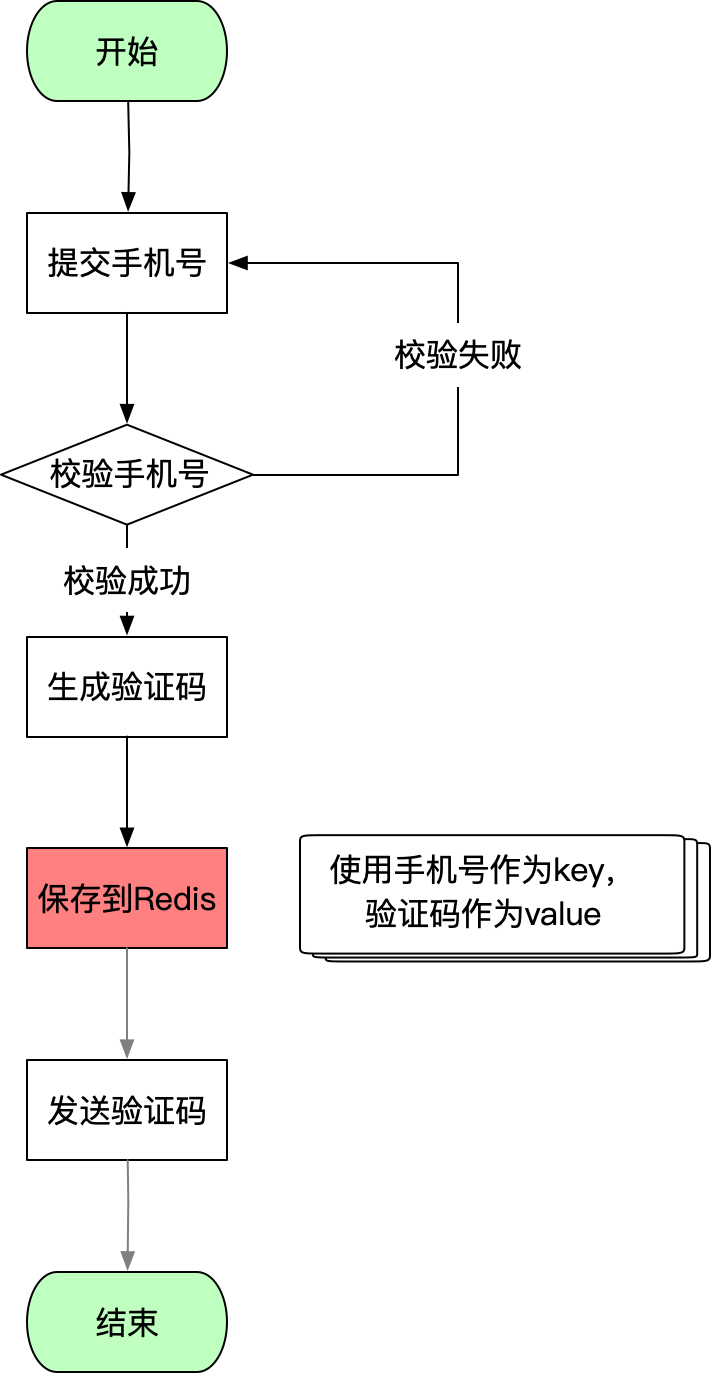 开始
提交手机号
校验失败
校验手机号
校验成功
生成验证码
保存到Redis
使用手机号作为key，
验证码作为value
发送验证码
结束